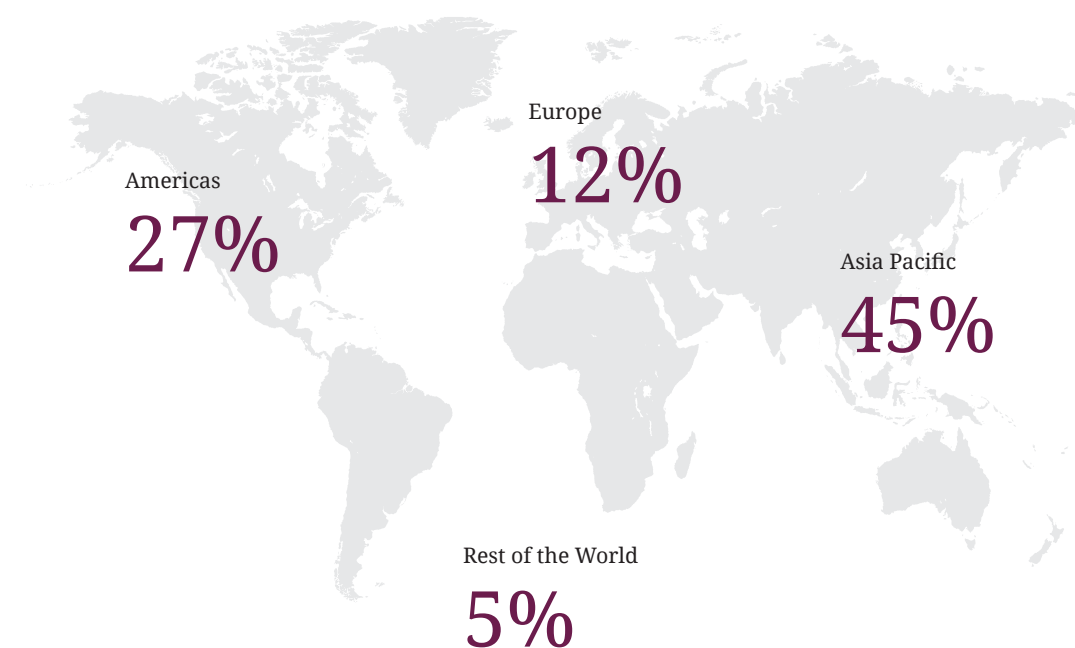 Europe
12%
Americas
27%
Asia Pacific
45%
Rest of the World
5%